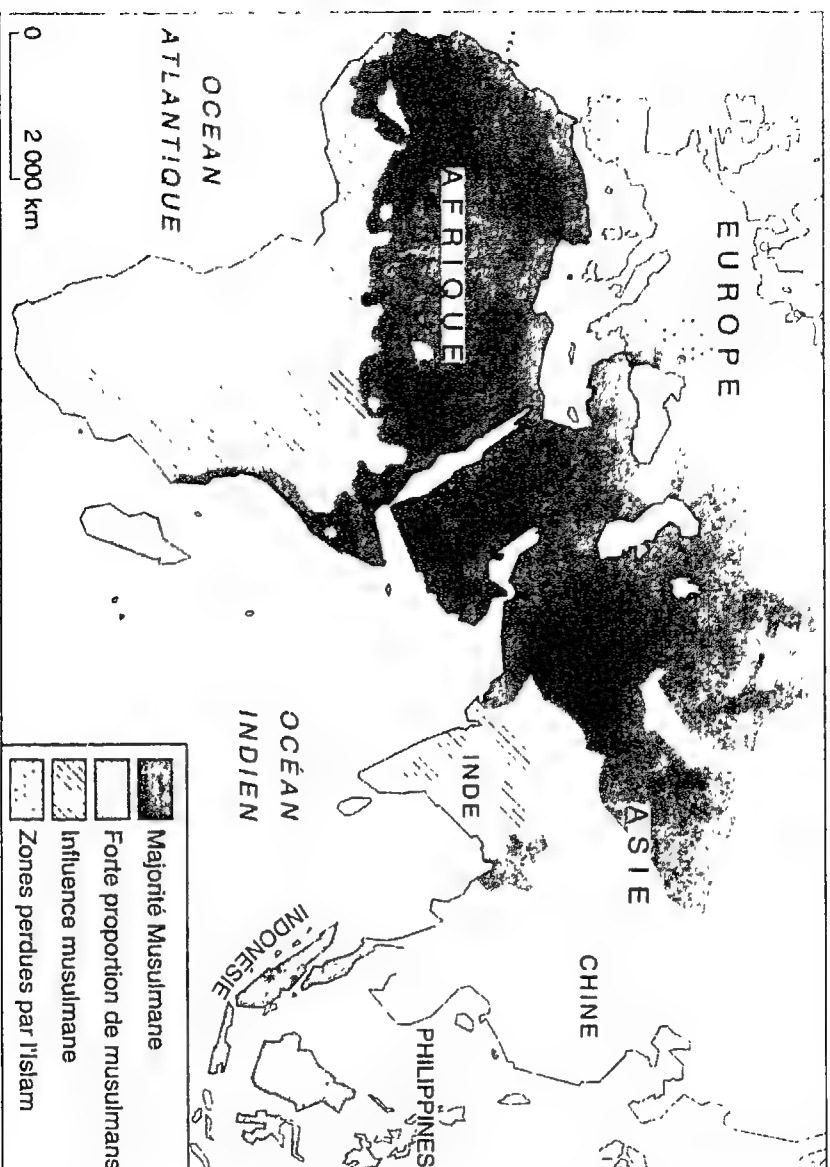 EUROPE
ASIE
CHINE
AFRIQUE
INDE
PHILIPPINES
OCEAN
ATLANTIQUE
OCÉAN
INDIEN
INDONÉSIE
0 2 000 km
Majorité Musulmane
Forte proportion de musulmans
Influence musulmane
Zones perdues par l'Islam